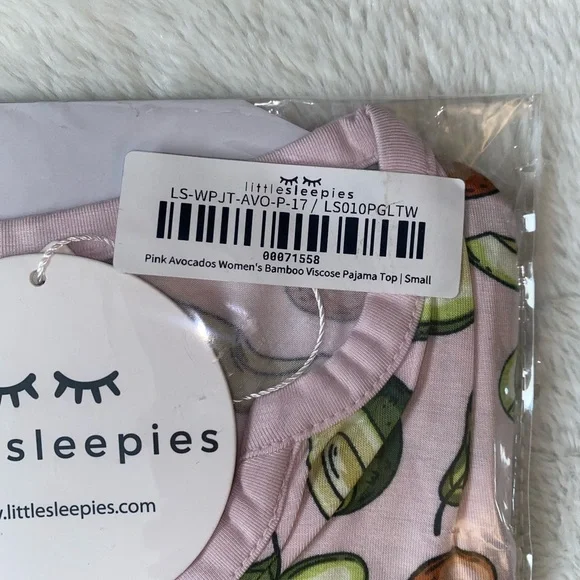 littlesleepies
LS-WPJT-AVO-P-17 / LS010PGLTW
00071558
Pink Avocados Women's Bamboo Viscose Pajama Top | Small
sleepies
.littlesleepies.com